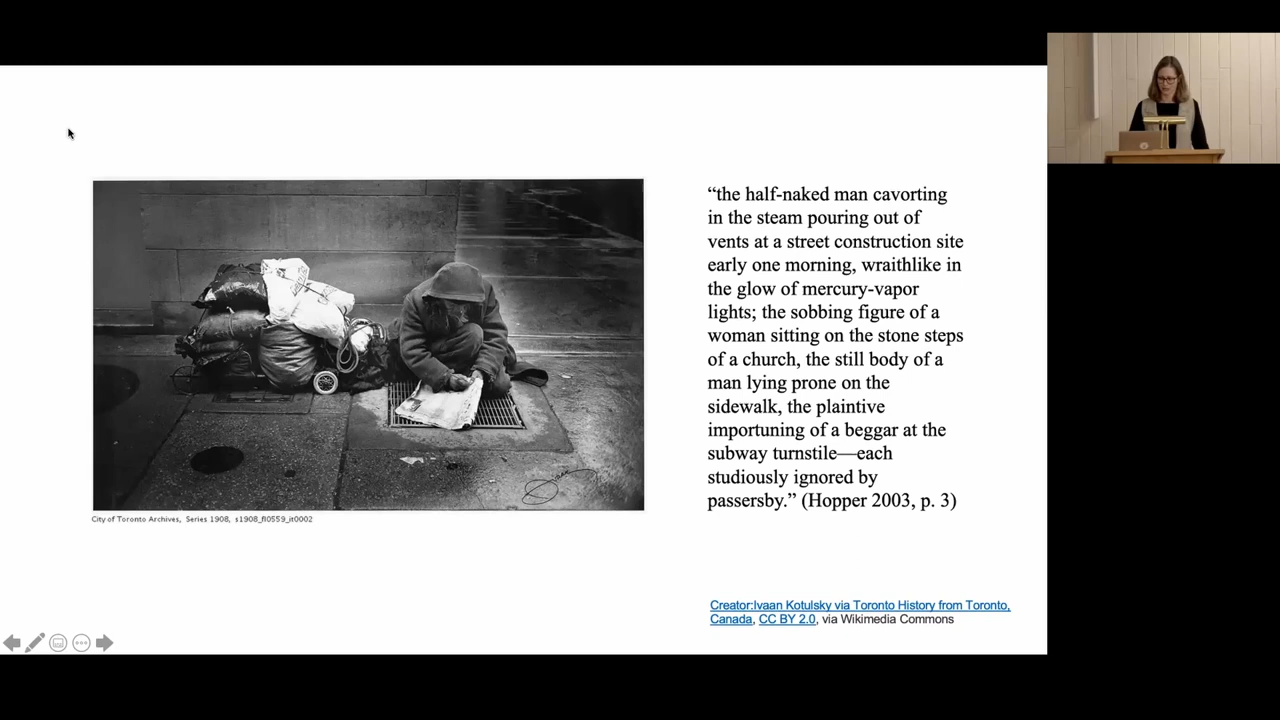 “the half-naked man cavorting
in the steam pouring out of
vents at a street construction site
early one morning, wraithlike in
the glow of mercury-vapor
lights; the sobbing figure of a
woman sitting on the stone steps
of a church, the still body of a
man lying prone on the
sidewalk, the plaintive
importuning of a beggar at the
subway turnstile—each
studiously ignored by
passersby.” (Hopper 2003, p. 3)
City of Toronto Archives, Series 1908, s1908_fl0559_it0002
Creator:Ivaan Kotulsky via Toronto History from Toronto,
Canada, CC BY 2.0, via Wikimedia Commons